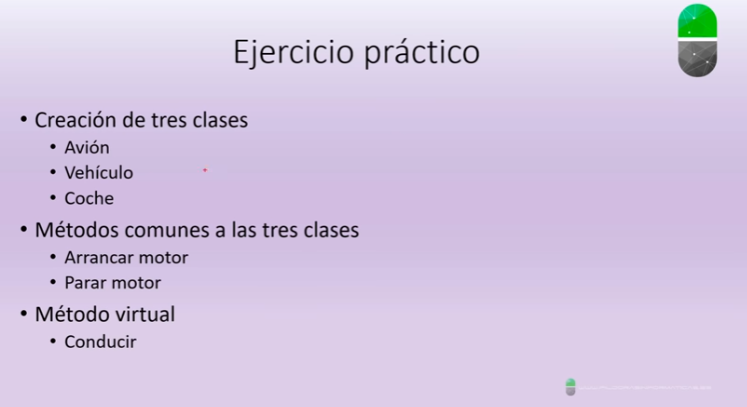 Ejercicio práctico
• Creación de tres clases
• Avión
• Vehículo
• Coche
• Métodos comunes a las tres clases
• Arrancar motor
• Parar motor
• Método virtual
• Conducir